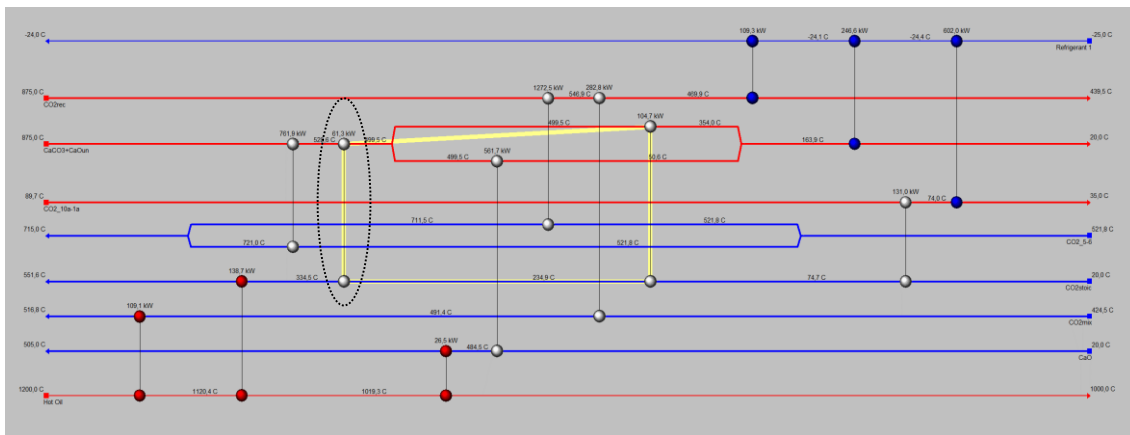 -24,0 C
109,3 kW
-24,1 C
246,6 kW
-24,4 C
602,0 kW
-25,0 C
Refrigerant 1
875,0 C
CO2rec
1272,5 kW
546,9 C
282,8 kW
469,9 C
439,5 C
875,0 C
CaCO3+CaOun
761,9 kW
61,3 kW
499,5 C
499,5 C
104,7 kW
354,0 C
499,5 C
561,7 kW
50,6 C
163,9 C
20,0 C
89,7 C
CO2_10a-1a
131,0 kW
74,0 C
35,0 C
715,0 C
711,5 C
521,8 C
721,0 C
521,8 C
521,8 C
CO2_5-6
551,6 C
138,7 kW
334,5 C
234,9 C
74,7 C
20,0 C
CO2stoic
516,8 C
109,1 kW
491,4 C
424,5 C
CO2mix
505,0 C
26,5 kW
484,5 C
20,0 C
CaO
1200,0 C
Hot Oil
1120,4 C
1019,3 C
1000,0 C